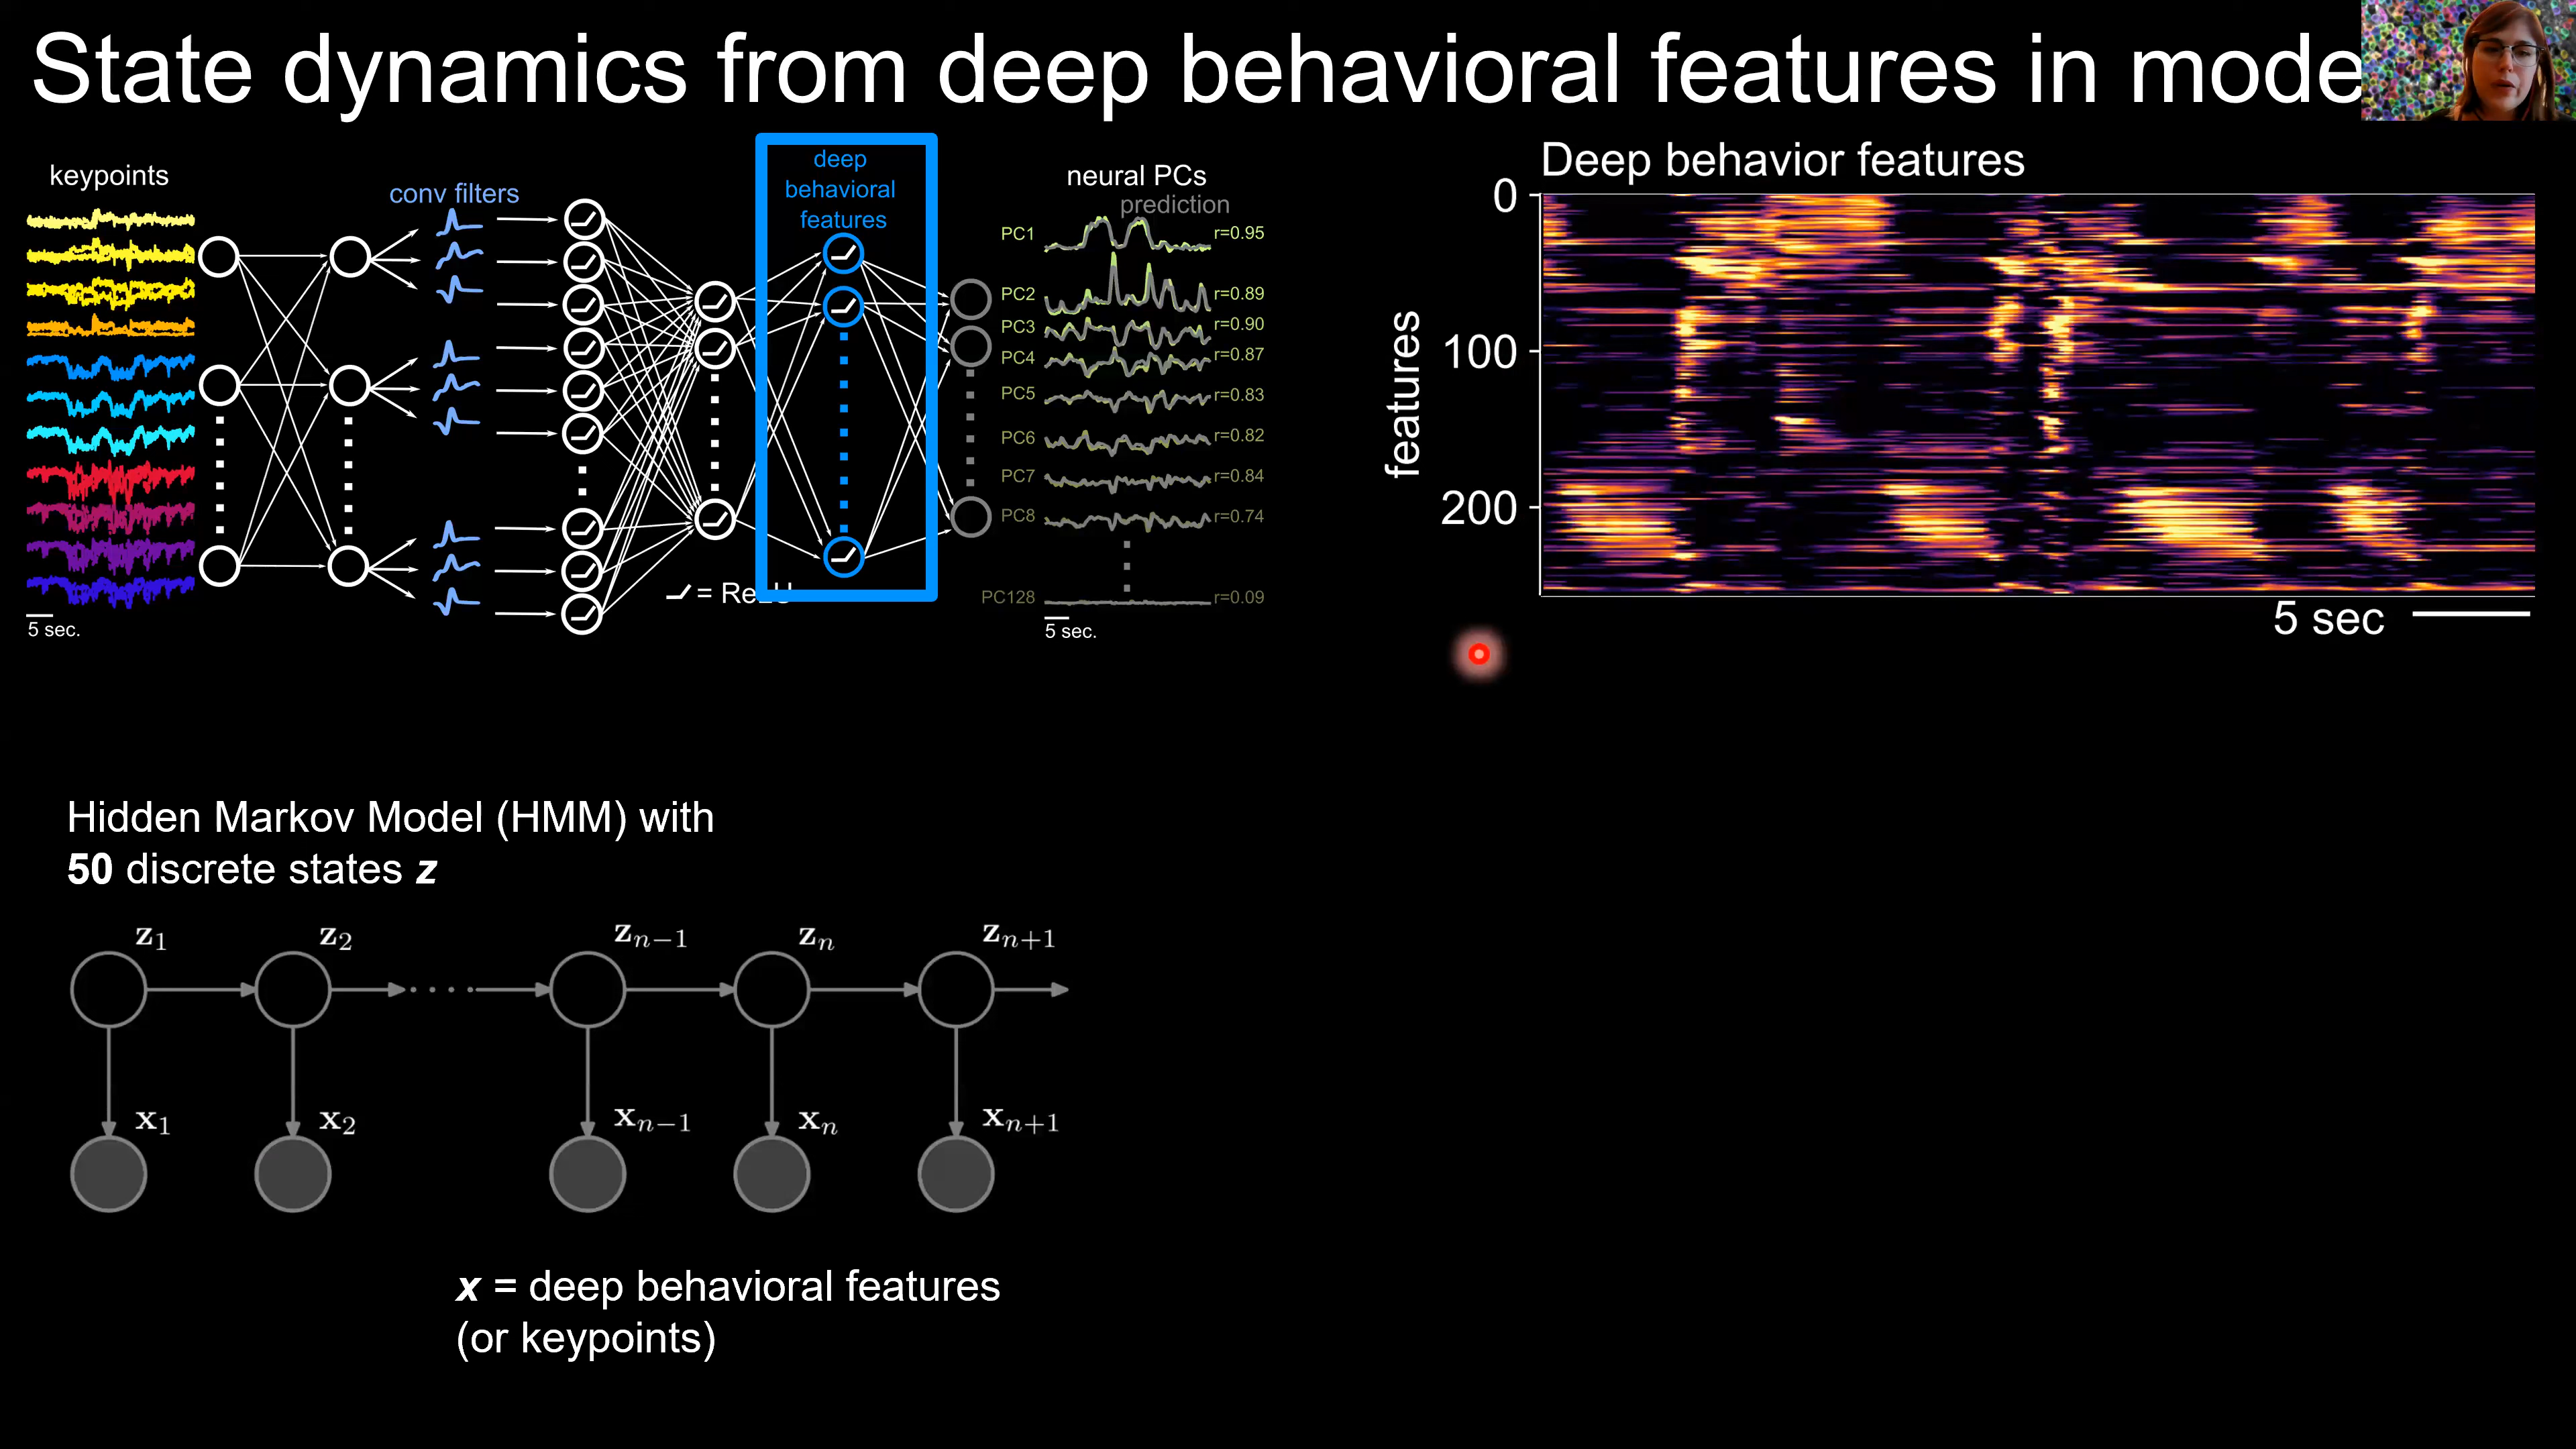 State dynamics from deep behavioral features in mode
keypoints
conv filters
deep
behavioral
features
neural PCs
prediction
PC1 r=0.95
PC2 r=0.89
PC3 r=0.90
PC4 r=0.87
PC5 r=0.83
PC6 r=0.82
PC7 r=0.84
PC8 r=0.74
PC128 r=0.09
= ReLU
5 sec.
5 sec.
Deep behavior features
0
100
200
features
5 sec
Hidden Markov Model (HMM) with
50 discrete states z
z1 z2 zn−1 zn zn+1
x1 x2 xn−1 xn xn+1
x = deep behavioral features
(or keypoints)